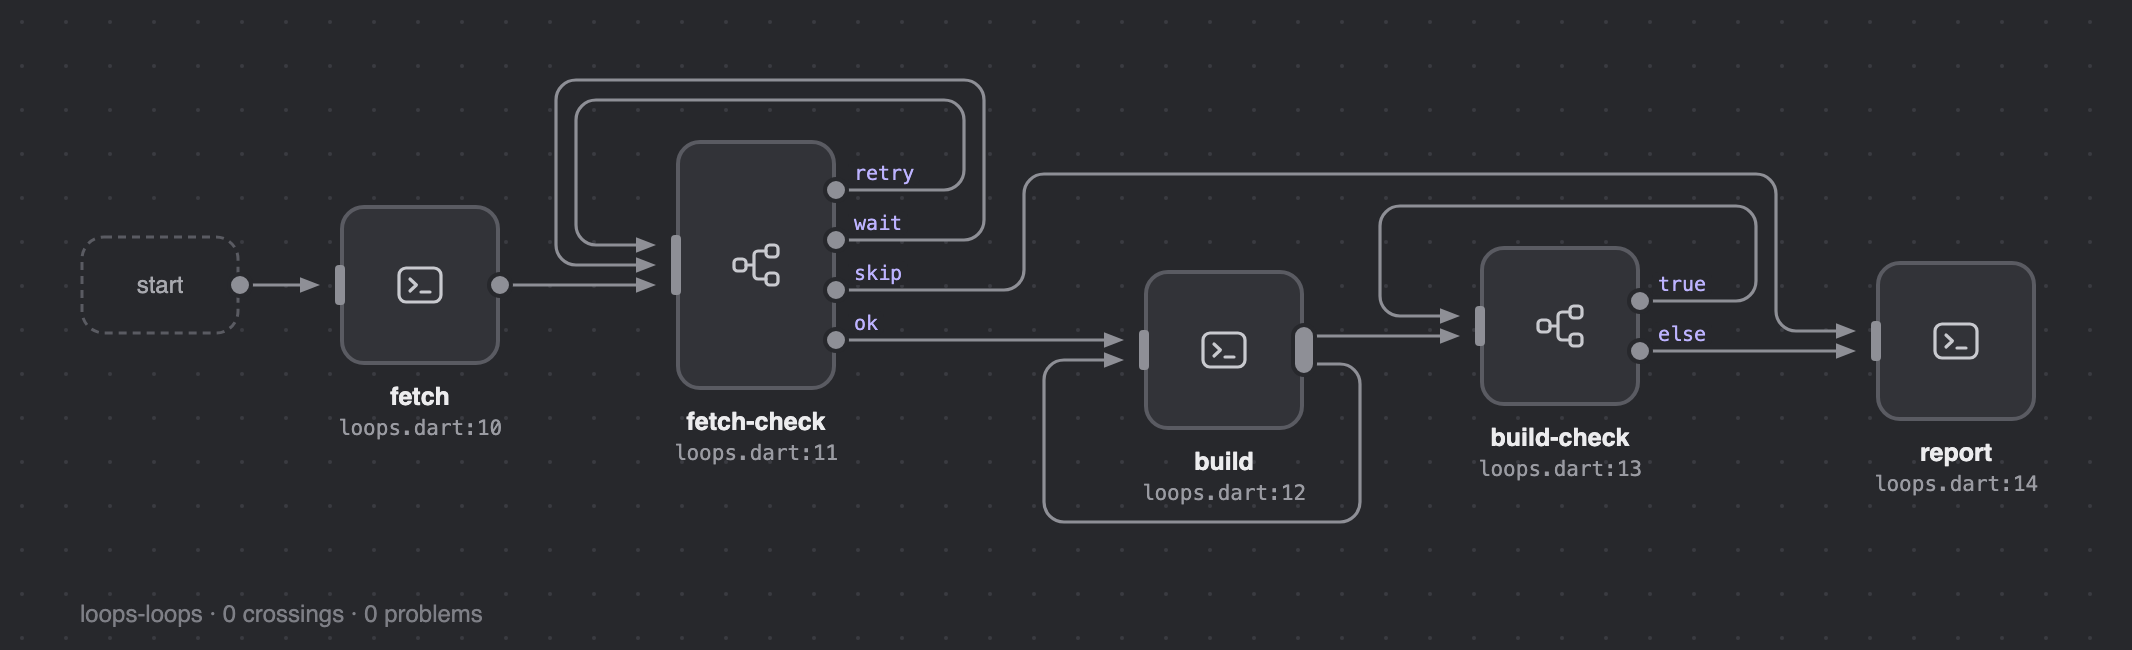 start
fetch
loops.dart:10
retry
wait
skip
ok
fetch-check
loops.dart:11
build
loops.dart:12
true
else
build-check
loops.dart:13
report
loops.dart:14
loops-loops · 0 crossings · 0 problems